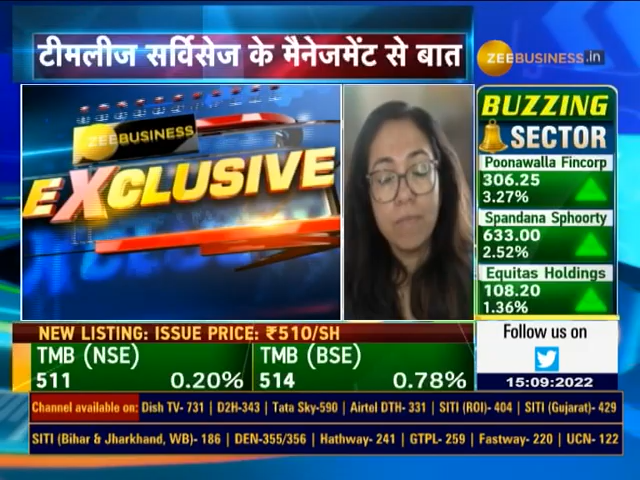 टीमलीज सर्विसेज के मैनेजमेंट से बात
ZEEBUSINESS.in
ZEEBUSINESS
EXCLUSIVE
BUZZING
SECTOR
Poonawalla Fincorp
306.25
3.27%
Spandana Sphoorty
633.00
2.52%
Equitas Holdings
108.20
1.36%
NEW LISTING: ISSUE PRICE: ₹510/SH
TMB (NSE)
511 0.20%
TMB (BSE)
514 0.78%
Follow us on
15:09:2022
Channel available on: Dish TV- 731 | D2H-343 | Tata Sky-590 | Airtel DTH- 331 | SITI (ROI)- 404 | SITI (Gujarat)- 429
SITI (Bihar & Jharkhand, WB)- 186 | DEN-355/356 | Hathway- 241 | GTPL- 259 | Fastway- 220 | UCN- 122